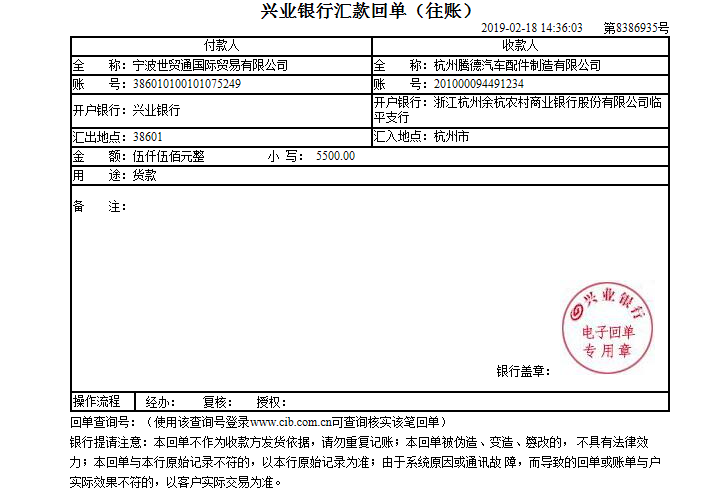 兴业银行汇款回单（往账）
2019-02-18 14:36:03 第8386935号
付款人 收款人
全 称：宁波世贸通国际贸易有限公司 全 称：杭州腾德汽车配件制造有限公司
账 号：386010100101075249 账 号：201000094491234
开户银行：兴业银行 开户银行：浙江杭州余杭农村商业银行股份有限公司临
平支行
汇出地点：38601 汇入地点：杭州市
金 额：伍仟伍佰元整 小 写： 5500.00
用 途：货款
备 注：
兴业银行
电子回单
专用章
银行盖章：
操作流程 经办： 复核： 授权：
回单查询号：（使用该查询号登录www.cib.com.cn可查询核实该笔回单）
银行提请注意：本回单不作为收款方发货依据，请勿重复记账；本回单被伪造、变造、篡改的，不具有法律效
力；本回单与本行原始记录不符的，以本行原始记录为准；由于系统原因或通讯故 障，而导致的回单或账单与户
实际效果不符的，以客户实际交易为准。